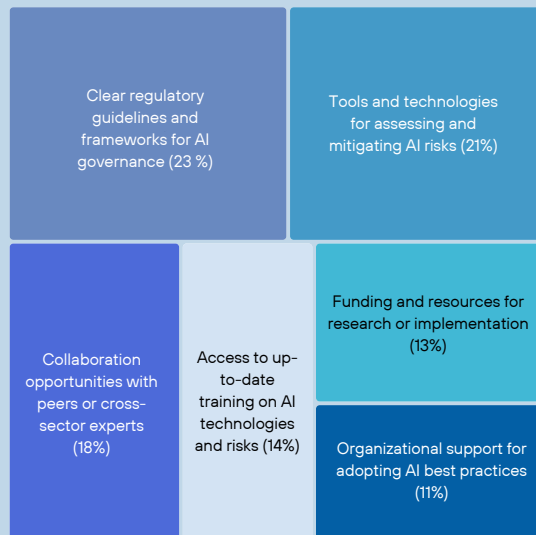 Clear regulatory
guidelines and
frameworks for AI
governance (23 %)
Tools and technologies
for assessing and
mitigating AI risks (21%)
Collaboration
opportunities with
peers or cross-
sector experts
(18%)
Access to up-
to-date
training on AI
technologies
and risks (14%)
Funding and resources for
research or implementation
(13%)
Organizational support for
adopting AI best practices
(11%)